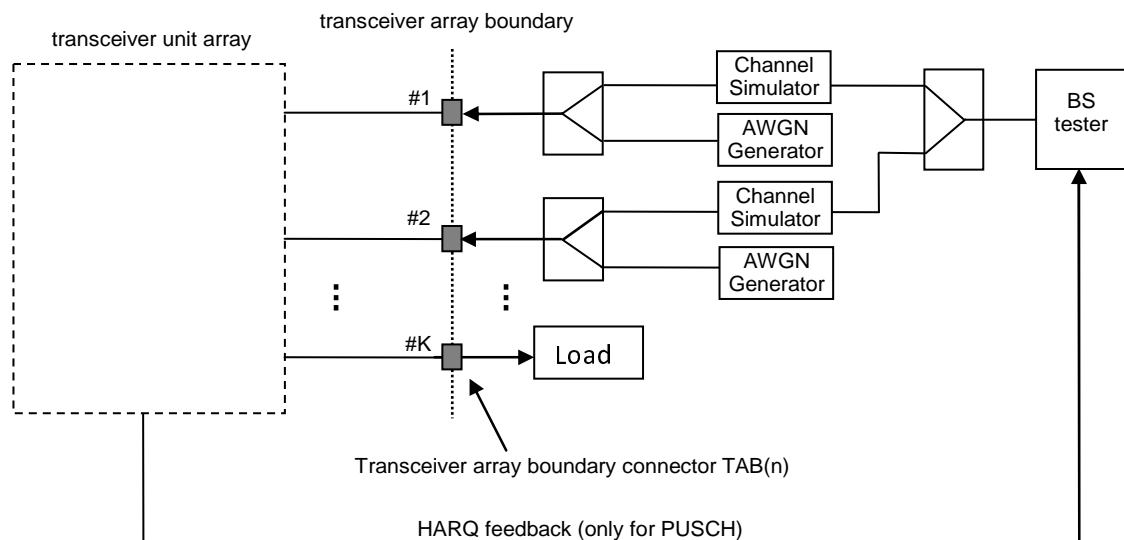 transceiver array boundary
transceiver unit array
#1
Channel
Simulator
AWGN
Generator
BS
tester
#2
Channel
Simulator
AWGN
Generator
#K
Load
Transceiver array boundary connector TAB(n)
HARQ feedback (only for PUSCH)